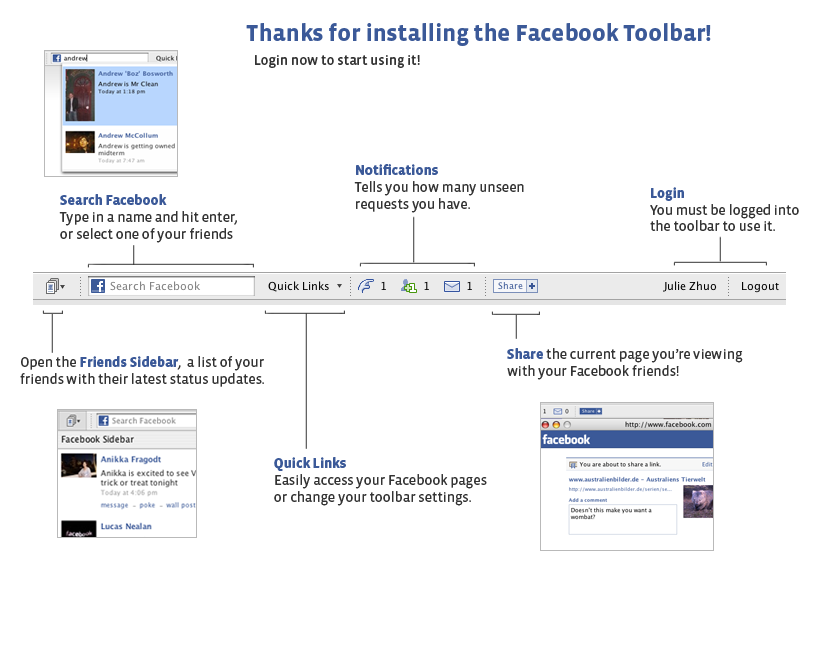 Thanks for installing the Facebook Toolbar!
Login now to start using it!
andrew Quick
Andrew 'Boz' Bosworth
Andrew is Mr Clean
Today at 1:18 pm
Andrew McCollum
Andrew is getting owned
midterm
Today at 7:47 am
Search Facebook
Type in a name and hit enter,
or select one of your friends
Notifications
Tells you how many unseen
requests you have.
Login
You must be logged into
the toolbar to use it.
Search Facebook Quick Links 1 1 1 Share Julie Zhuo Logout
Open the Friends Sidebar, a list of your
friends with their latest status updates.
Share the current page you're viewing
with your Facebook friends!
Search Facebook
Facebook Sidebar
Anikka Fragodt
Anikka is excited to see V
trick or treat tonight
Today at 4:06 pm
message - poke - wall post
Lucas Nealan
Quick Links
Easily access your Facebook pages
or change your toolbar settings.
1 0 Share
http://www.facebook.com
facebook
You are about to share a link. Edit
www.australienbilder.de - Australiens Tierwelt
http://www.australienbilder.de/serien/se...
Add a comment
Doesn't this make you want a
wombat?